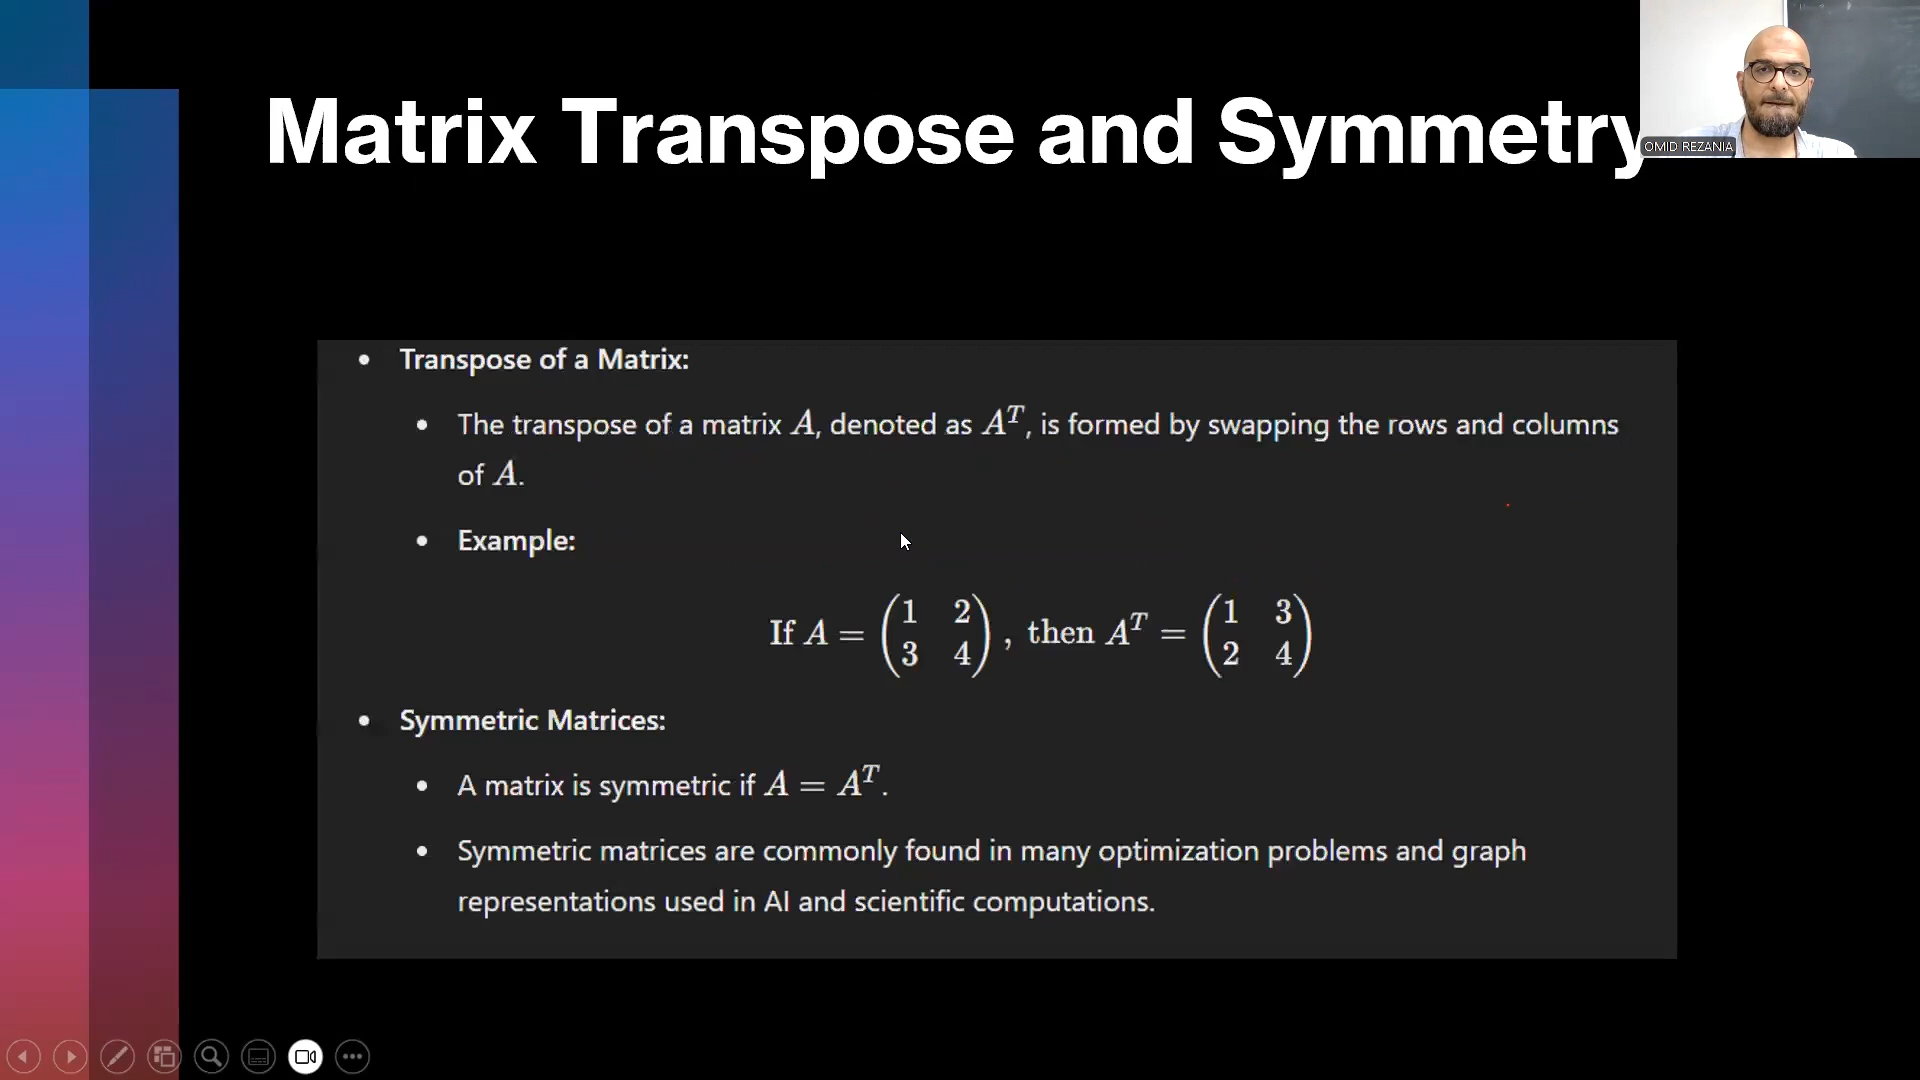 Matrix Transpose and Symmetry
OMID REZANIA
• Transpose of a Matrix:
• The transpose of a matrix A, denoted as A^T, is formed by swapping the rows and columns
of A.
• Example:
If A = (1 2
3 4), then A^T = (1 3
2 4)
• Symmetric Matrices:
• A matrix is symmetric if A = A^T.
• Symmetric matrices are commonly found in many optimization problems and graph
representations used in AI and scientific computations.